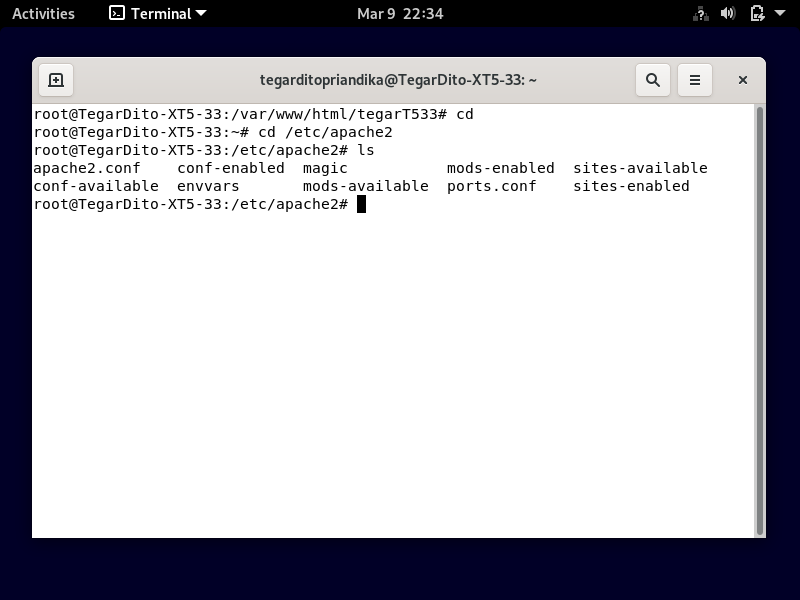 Activities Terminal Mar 9 22:34
tegarditopriandika@TegarDito-XT5-33: ~
root@TegarDito-XT5-33:/var/www/html/tegarT533# cd
root@TegarDito-XT5-33:~# cd /etc/apache2
root@TegarDito-XT5-33:/etc/apache2# ls
apache2.conf conf-enabled magic mods-enabled sites-available
conf-available envvars mods-available ports.conf sites-enabled
root@TegarDito-XT5-33:/etc/apache2#